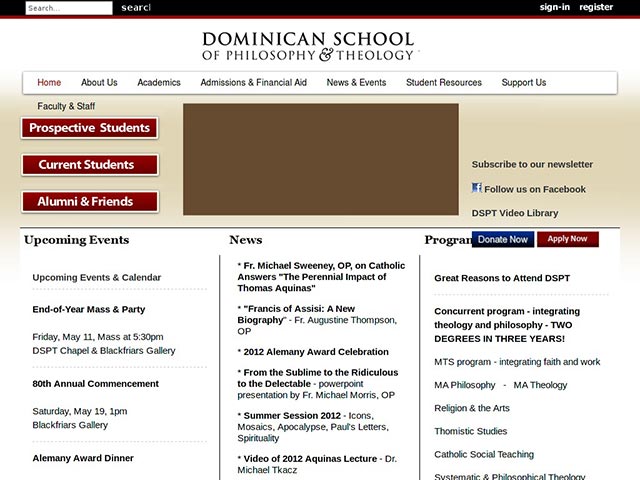 Search...
searcl
sign-in register
DOMINICAN SCHOOL
OF PHILOSOPHY & THEOLOGY
Home About Us Academics Admissions & Financial Aid News & Events Student Resources Support Us
Faculty & Staff
Prospective Students
Current Students
Alumni & Friends
Subscribe to our newsletter
Follow us on Facebook
DSPT Video Library
Donate Now Apply Now
Upcoming Events
Upcoming Events & Calendar
End-of-Year Mass & Party
Friday, May 11, Mass at 5:30pm
DSPT Chapel & Blackfriars Gallery
80th Annual Commencement
Saturday, May 19, 1pm
Blackfriars Gallery
Alemany Award Dinner
News
* Fr. Michael Sweeney, OP, on Catholic
Answers "The Perennial Impact of
Thomas Aquinas"
* "Francis of Assisi: A New
Biography" - Fr. Augustine Thompson,
OP
* 2012 Alemany Award Celebration
* From the Sublime to the Ridiculous
to the Delectable - powerpoint
presentation by Fr. Michael Morris, OP
* Summer Session 2012 - Icons,
Mosaics, Apocalypse, Paul's Letters,
Spirituality
* Video of 2012 Aquinas Lecture - Dr.
Michael Tkacz
Program
Great Reasons to Attend DSPT
Concurrent program - integrating
theology and philosophy - TWO
DEGREES IN THREE YEARS!
MTS program - integrating faith and work
MA Philosophy - MA Theology
Religion & the Arts
Thomistic Studies
Catholic Social Teaching
Systematic & Philosophical Theology